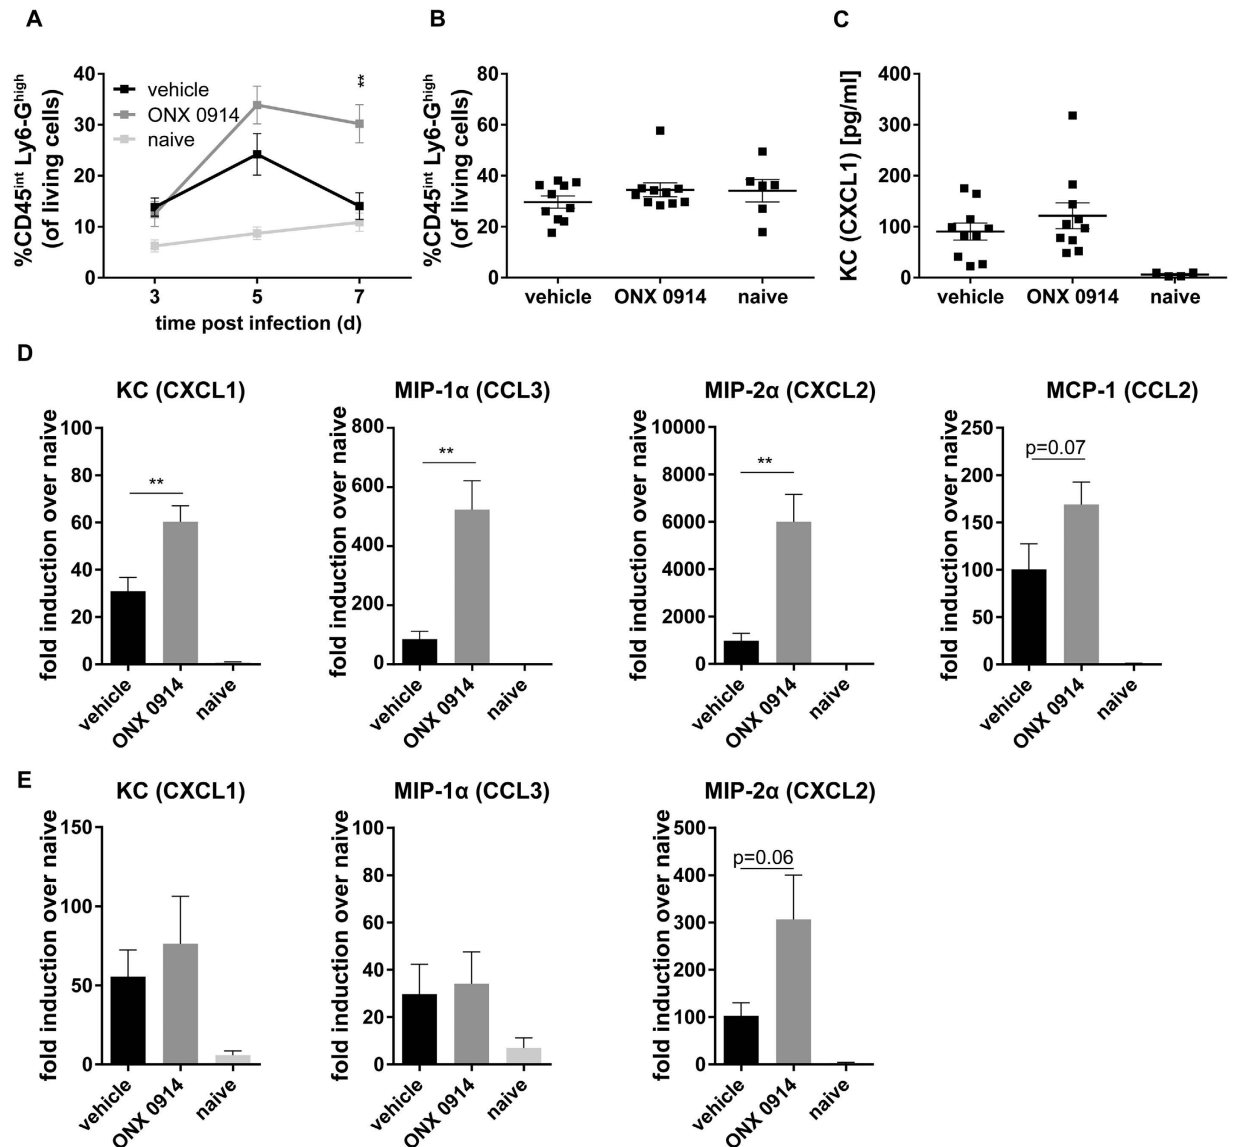 A
%CD45int Ly6-Ghigh
(of living cells)
40
30
20
10
0
vehicle
ONX 0914
naive
**
3
5
7
time post infection (d)
B
%CD45int Ly6-Ghigh
(of living cells)
80
60
40
20
0
vehicle
ONX 0914
naive
C
KC (CXCL1) [pg/ml]
400
300
200
100
0
vehicle
ONX 0914
naive
D
KC (CXCL1)
fold induction over naive
100
80
60
40
20
0
**
vehicle
ONX 0914
naive
MIP-1α (CCL3)
fold induction over naive
800
600
400
200
0
**
vehicle
ONX 0914
naive
MIP-2α (CXCL2)
fold induction over naive
10000
8000
6000
4000
2000
0
**
vehicle
ONX 0914
naive
MCP-1 (CCL2)
fold induction over naive
250
200
150
100
50
0
p=0.07
vehicle
ONX 0914
naive
E
KC (CXCL1)
fold induction over naive
150
100
50
0
vehicle
ONX 0914
naive
MIP-1α (CCL3)
fold induction over naive
100
80
60
40
20
0
vehicle
ONX 0914
naive
MIP-2α (CXCL2)
fold induction over naive
500
400
300
200
100
0
p=0.06
vehicle
ONX 0914
naive